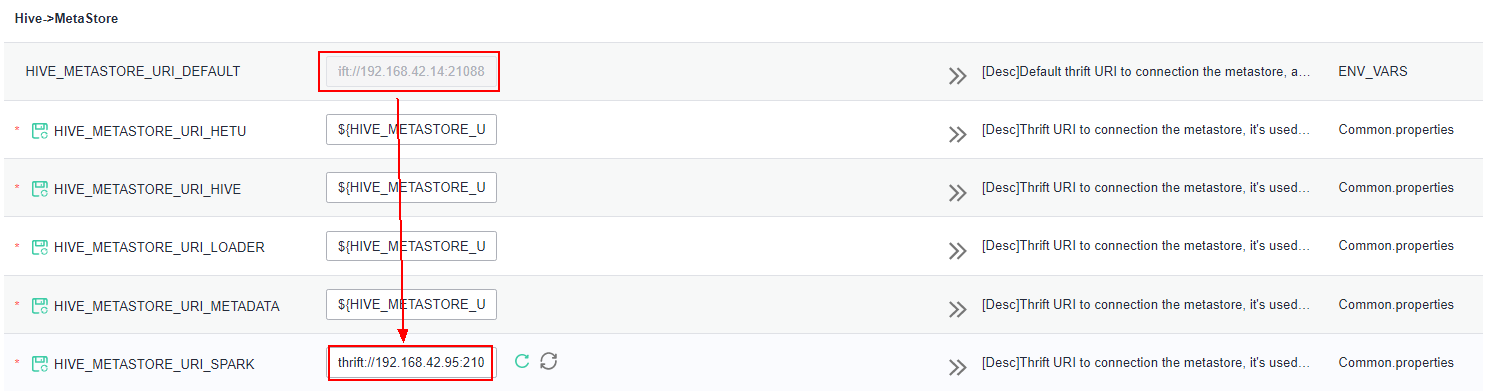 Hive->MetaStore
HIVE_METASTORE_URI_DEFAULT ift://192.168.42.14:21088 [Desc]Default thrift URI to connection the metastore, a... ENV_VARS
* HIVE_METASTORE_URI_HETU ${HIVE_METASTORE_U [Desc]Thrift URI to connection the metastore, it's used... Common.properties
* HIVE_METASTORE_URI_HIVE ${HIVE_METASTORE_U [Desc]Thrift URI to connection the metastore, it's used... Common.properties
* HIVE_METASTORE_URI_LOADER ${HIVE_METASTORE_U [Desc]Thrift URI to connection the metastore, it's used... Common.properties
* HIVE_METASTORE_URI_METADATA ${HIVE_METASTORE_U [Desc]Thrift URI to connection the metastore, it's used... Common.properties
* HIVE_METASTORE_URI_SPARK thrift://192.168.42.95:210 [Desc]Thrift URI to connection the metastore, it's used... Common.properties